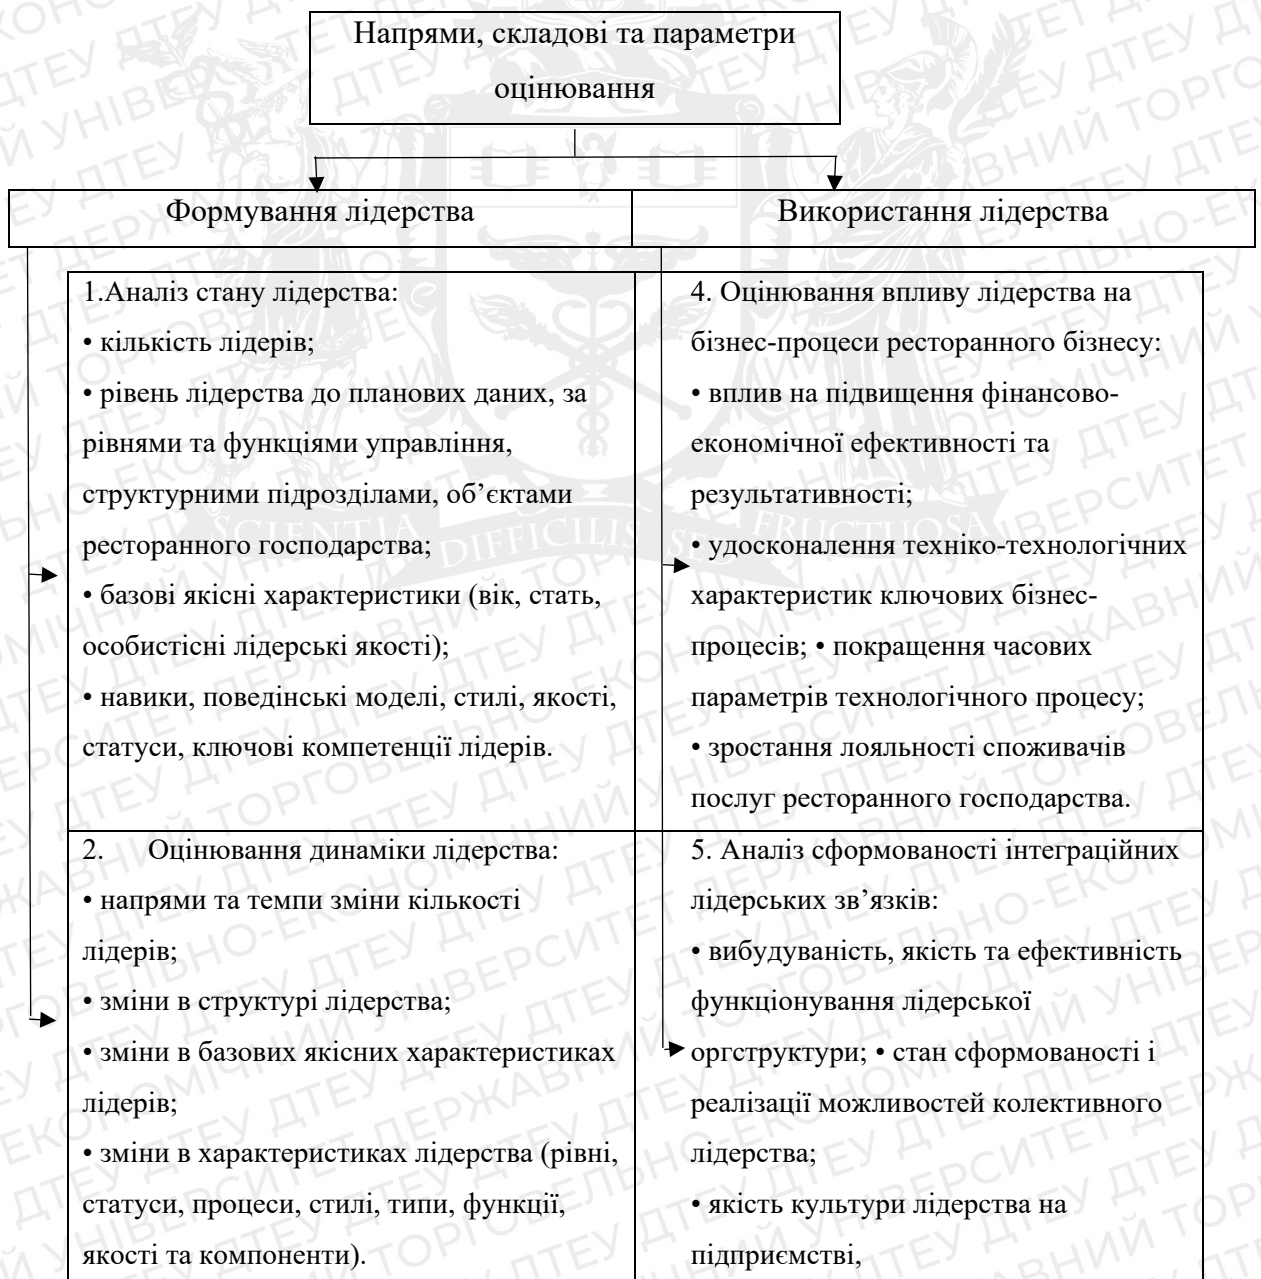 Напрями, складові та параметри
оцінювання
Формування лідерства
Використання лідерства
1.Аналіз стану лідерства:
• кількість лідерів;
• рівень лідерства до планових даних, за
рівнями та функціями управління,
структурними підрозділами, об’єктами
ресторанного господарства;
• базові якісні характеристики (вік, стать,
особистісні лідерські якості);
• навики, поведінські моделі, стилі, якості,
статуси, ключові компетенції лідерів.
4. Оцінювання впливу лідерства на
бізнес-процеси ресторанного бізнесу:
• вплив на підвищення фінансово-
економічної ефективності та
результативності;
• удосконалення техніко-технологічних
характеристик ключових бізнес-
процесів; • покращення часових
параметрів технологічного процесу;
• зростання лояльності споживачів
послуг ресторанного господарства.
2. Оцінювання динаміки лідерства:
• напрями та темпи зміни кількості
лідерів;
• зміни в структурі лідерства;
• зміни в базових якісних характеристиках
лідерів;
• зміни в характеристиках лідерства (рівні,
статуси, процеси, стилі, типи, функції,
якості та компоненти).
5. Аналіз сформованості інтеграційних
лідерських зв’язків:
• вибудуваність, якість та ефективність
функціонування лідерської
оргструктури; • стан сформованості і
реалізації можливостей колективного
лідерства;
• якість культури лідерства на
підприємстві,
SCIENTIA DIFFICILIS SED FRUCTUOSA